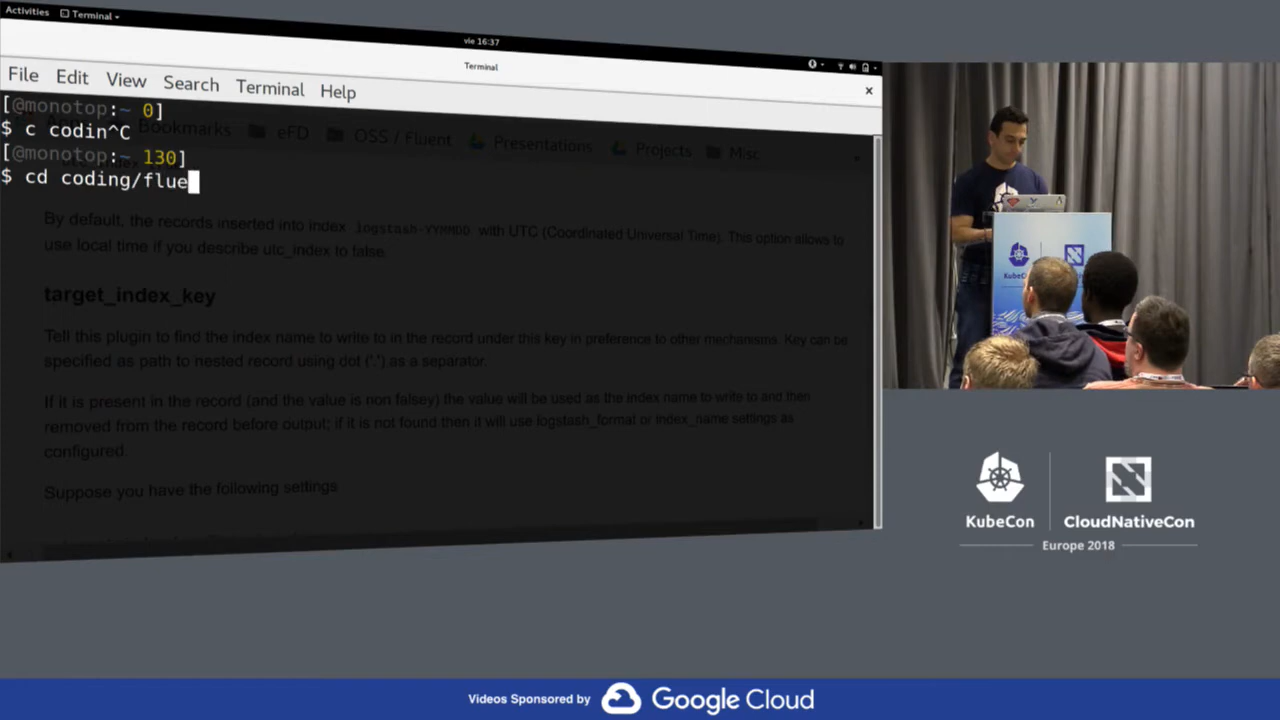 Activities Terminal
vie 16:37
Terminal
File Edit View Search Terminal Help
[@monotop:~ 0]
$ c codin^C
[@monotop:~ 130]
$ cd coding/flue
Bookmarks eFD OSS / Fluent Presentations Projects Misc
By default, the records inserted into index logstash-YYMMDD with UTC (Coordinated Universal Time). This option allows to
use local time if you describe utc_index to false.
target_index_key
Tell this plugin to find the index name to write to in the record under this key in preference to other mechanisms. Key can be
specified as path to nested record using dot ('.') as a separator.
If it is present in the record (and the value is non falsey) the value will be used as the index name to write to and then
removed from the record before output; if it is not found then it will use logstash_format or index_name settings as
configured.
Suppose you have the following settings
KubeCon
CloudNativeCon
Europe 2018
Videos Sponsored by Google Cloud